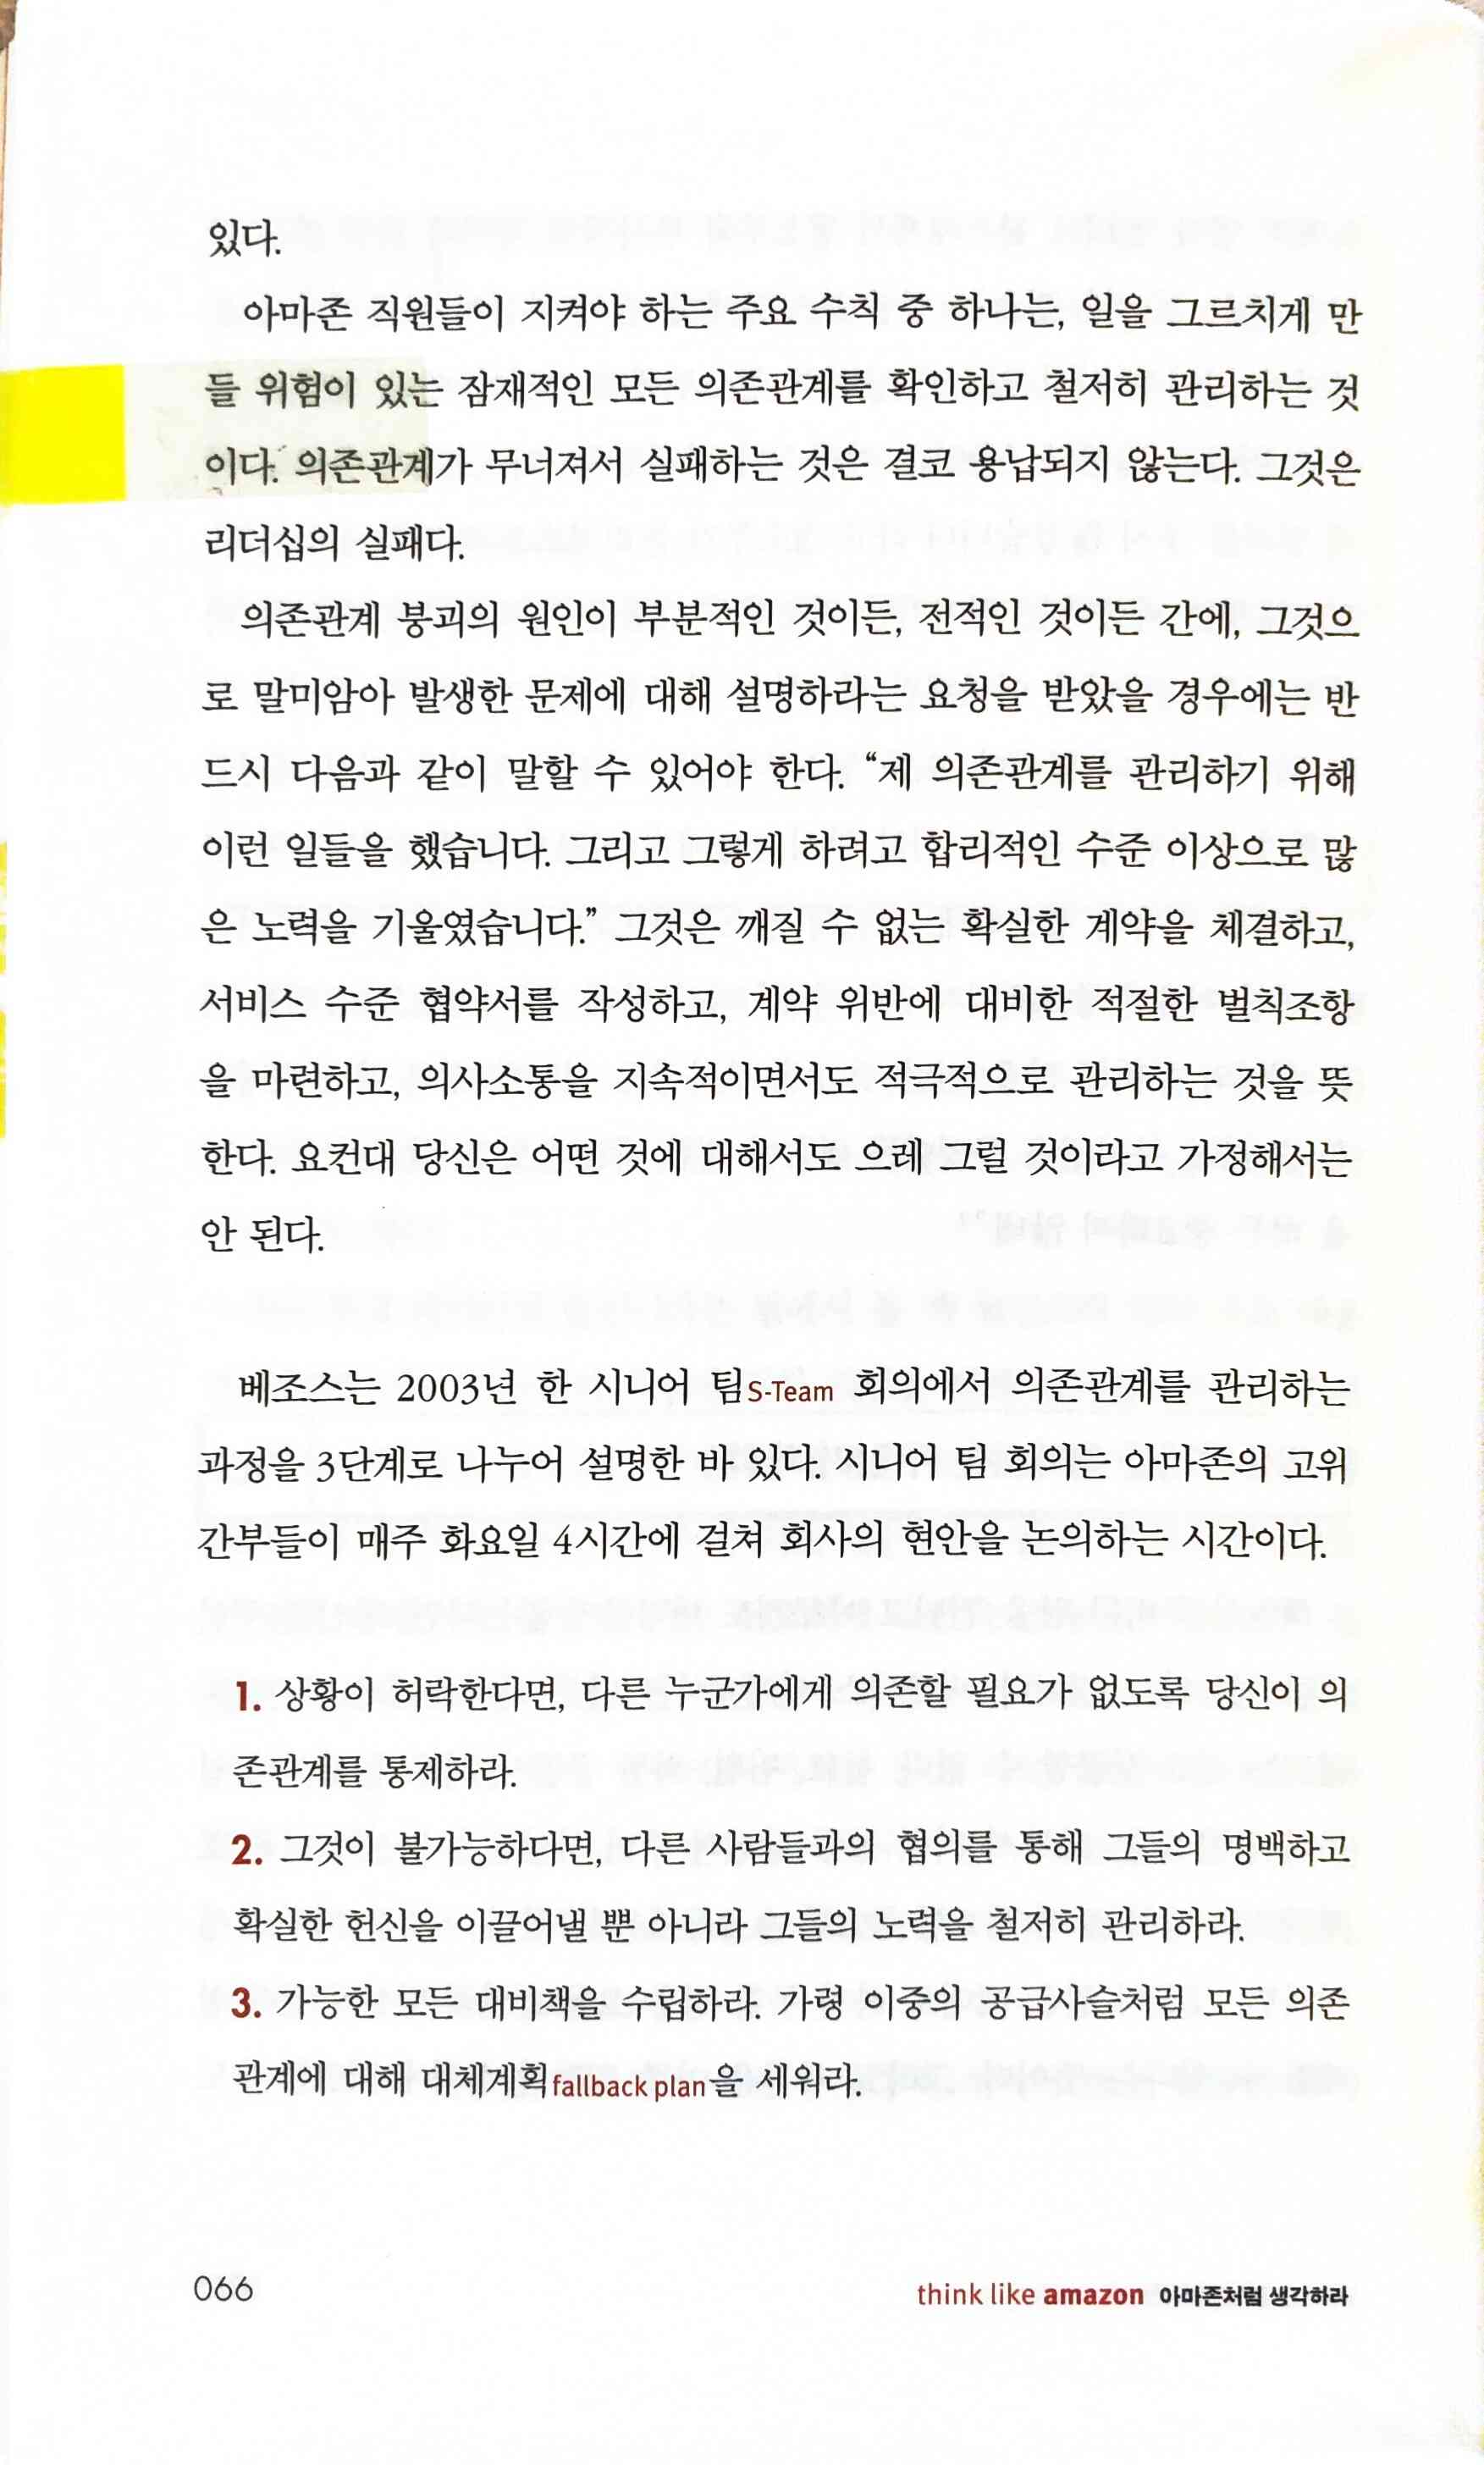 있다.
아마존 직원들이 지켜야 하는 주요 수칙 중 하나는, 일을 그르치게 만
들 위험이 있는 잠재적인 모든 의존관계를 확인하고 철저히 관리하는 것
이다. 의존관계가 무너져서 실패하는 것은 결코 용납되지 않는다. 그것은
리더십의 실패다.
의존관계 붕괴의 원인이 부분적인 것이든, 전적인 것이든 간에, 그것으
로 말미암아 발생한 문제에 대해 설명하라는 요청을 받았을 경우에는 반
드시 다음과 같이 말할 수 있어야 한다. “제 의존관계를 관리하기 위해
이런 일들을 했습니다. 그리고 그렇게 하려고 합리적인 수준 이상으로 많
은 노력을 기울였습니다.” 그것은 깨질 수 없는 확실한 계약을 체결하고,
서비스 수준 협약서를 작성하고, 계약 위반에 대비한 적절한 벌칙조항
을 마련하고, 의사소통을 지속적이면서도 적극적으로 관리하는 것을 뜻
한다. 요컨대 당신은 어떤 것에 대해서도 으레 그럴 것이라고 가정해서는
안 된다.
베조스는 2003년 한 시니어 팀S-Team 회의에서 의존관계를 관리하는
과정을 3단계로 나누어 설명한 바 있다. 시니어 팀 회의는 아마존의 고위
간부들이 매주 화요일 4시간에 걸쳐 회사의 현안을 논의하는 시간이다.
1. 상황이 허락한다면, 다른 누군가에게 의존할 필요가 없도록 당신이 의
존관계를 통제하라.
2. 그것이 불가능하다면, 다른 사람들과의 협의를 통해 그들의 명백하고
확실한 헌신을 이끌어낼 뿐 아니라 그들의 노력을 철저히 관리하라.
3. 가능한 모든 대비책을 수립하라. 가령 이중의 공급사슬처럼 모든 의존
관계에 대해 대체계획fallback plan을 세워라.
066
think like amazon 아마존처럼 생각하라